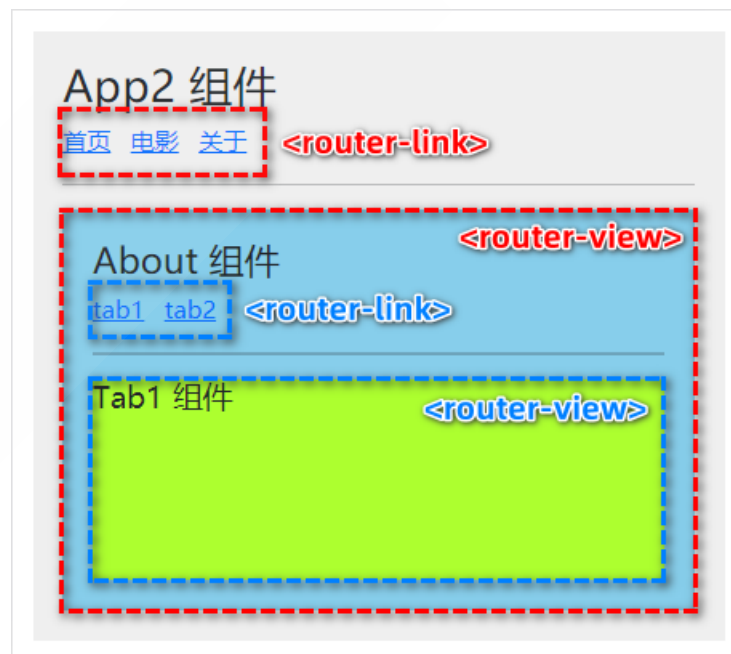 App2 组件
首页 电影 关于 <router-link>
<router-view>
About 组件
tab1 tab2 <router-link>
Tab1 组件 <router-view>